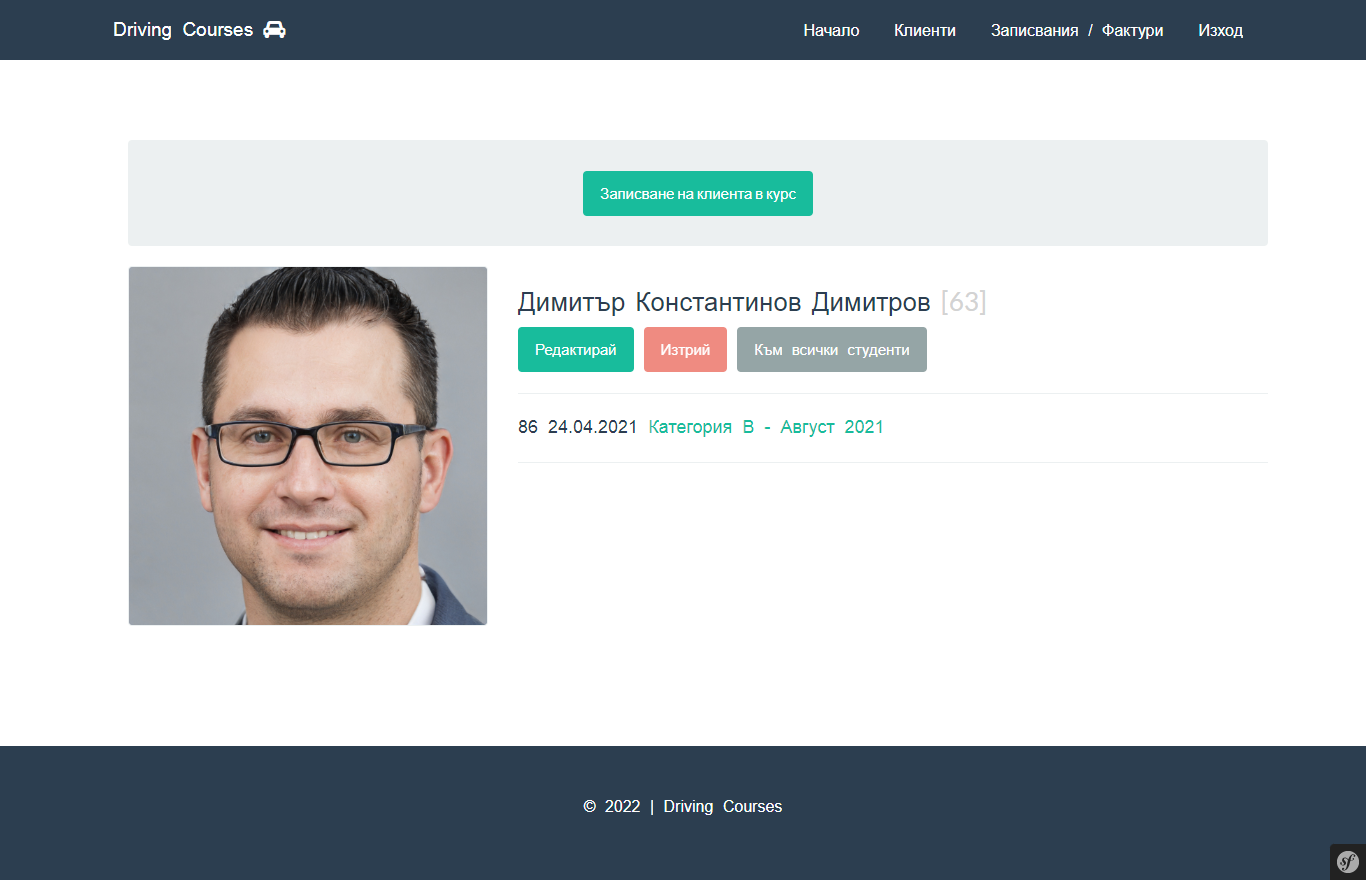 Driving Courses
Начало Клиенти Записвания / Фактури Изход
Записване на клиента в курс
Димитър Константинов Димитров [63]
Редактирай Изтрий Към всички студенти
86 24.04.2021 Категория B - Август 2021
© 2022 | Driving Courses
sf